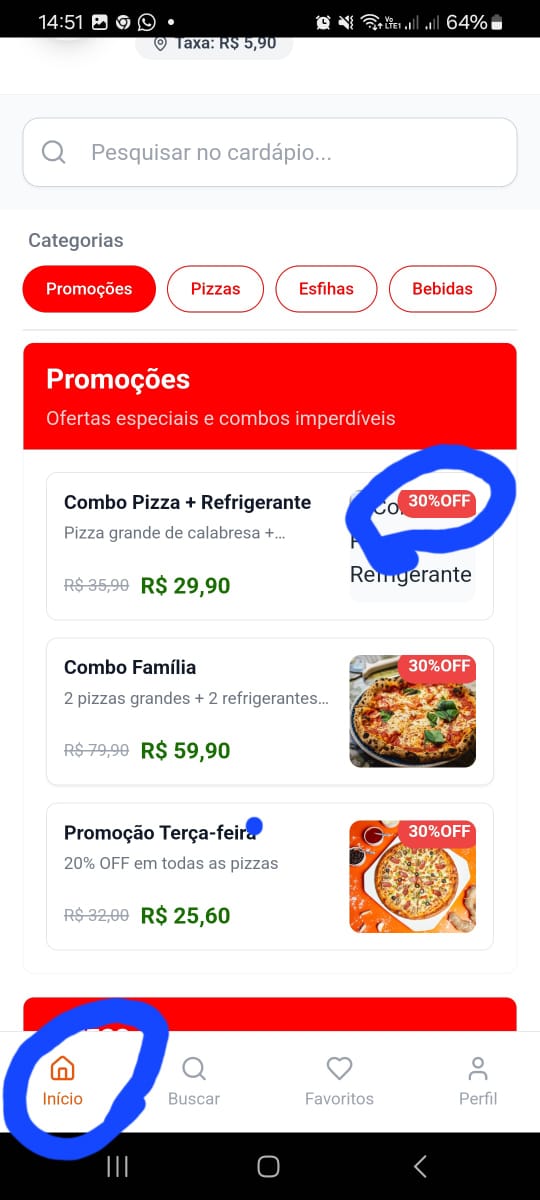 14:51
Vo LTE1 64%
Taxa: R$ 5,90
Pesquisar no cardápio...
Categorias
Promoções Pizzas Esfihas Bebidas
Promoções
Ofertas especiais e combos imperdíveis
Combo Pizza + Refrigerante
Pizza grande de calabresa +...
R$ 35,90 R$ 29,90
30%OFF
Refrigerante
Combo Família
2 pizzas grandes + 2 refrigerantes...
R$ 79,90 R$ 59,90
30%OFF
Promoção Terça-feira
20% OFF em todas as pizzas
R$ 32,00 R$ 25,60
30%OFF
Início Buscar Favoritos Perfil